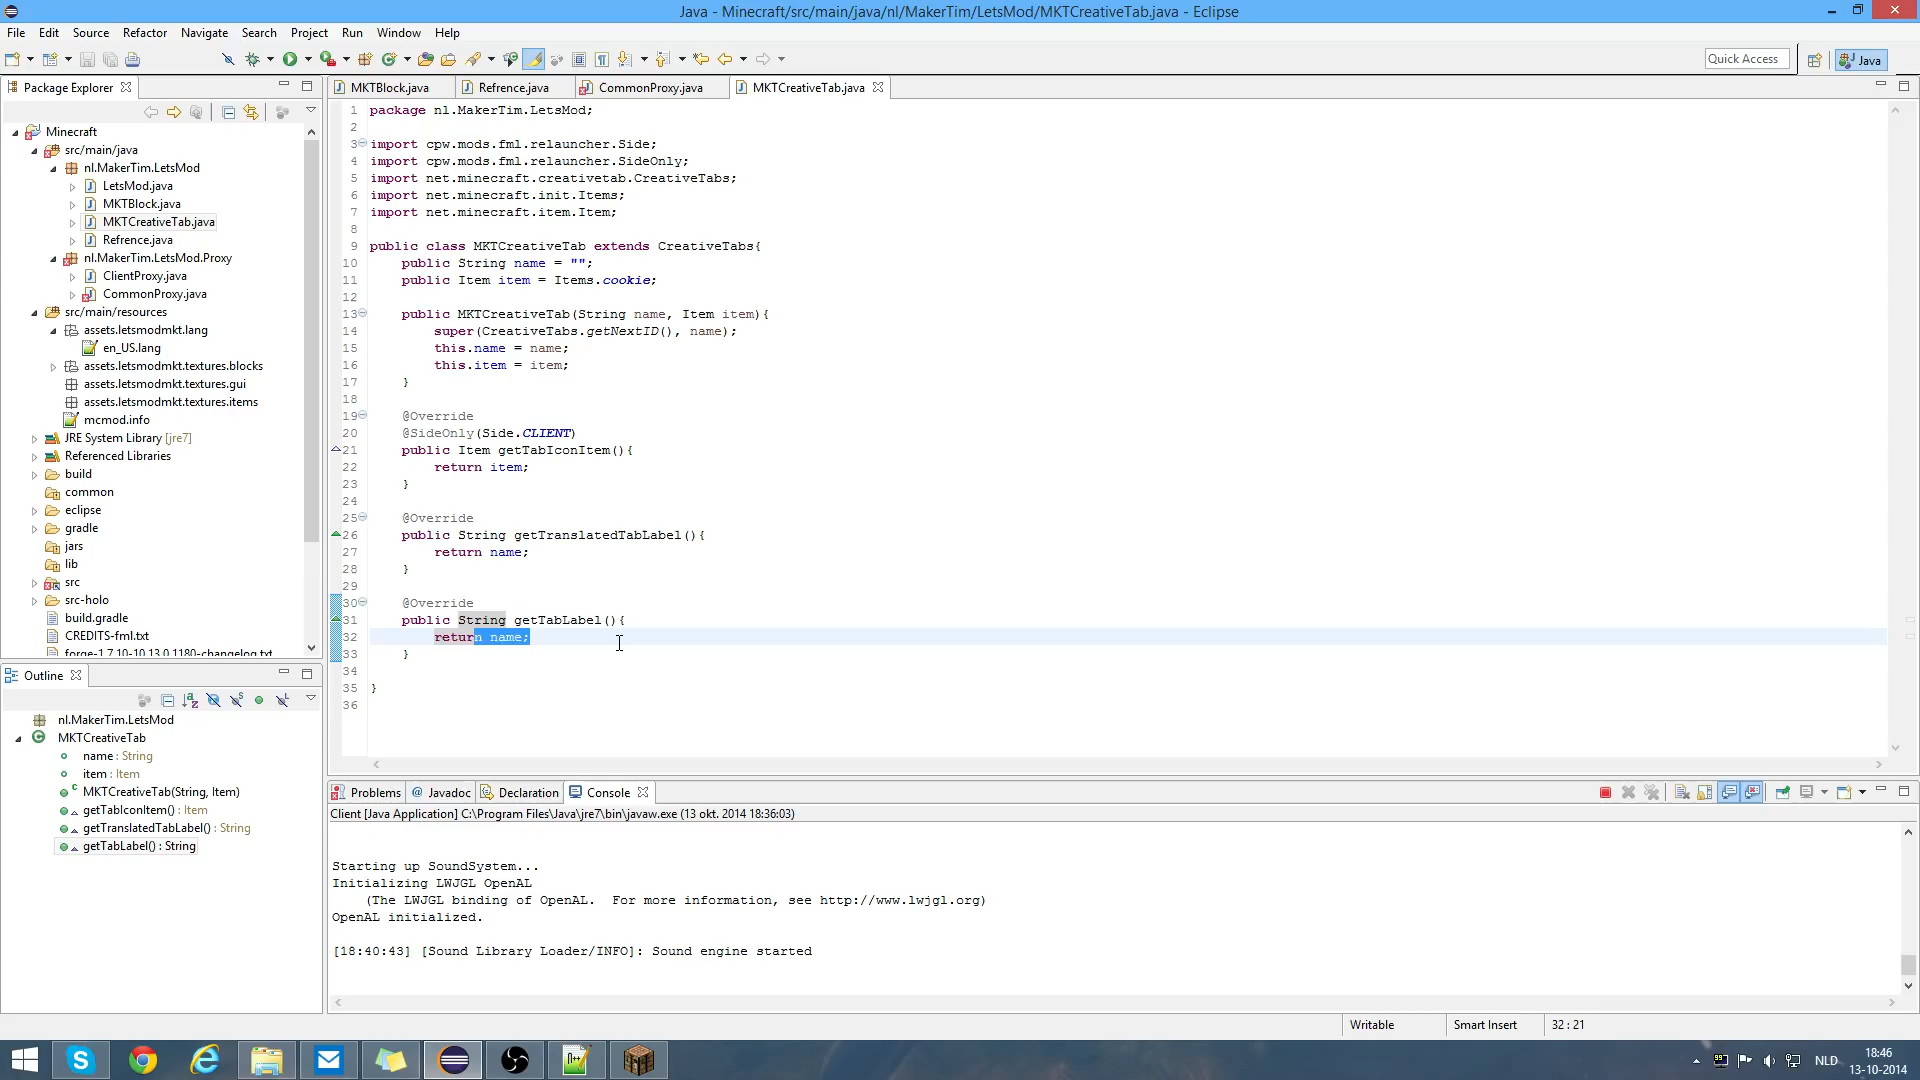 Java - Minecraft/src/main/java/nl/MakerTim/LetsMod/MKTCreativeTab.java - Eclipse
File Edit Source Refactor Navigate Search Project Run Window Help
Quick Access
Java
Package Explorer
Minecraft
src/main/java
nl.MakerTim.LetsMod
LetsMod.java
MKTBlock.java
MKTCreativeTab.java
Refrence.java
nl.MakerTim.LetsMod.Proxy
ClientProxy.java
CommonProxy.java
src/main/resources
assets.letsmodmkt.lang
en_US.lang
assets.letsmodmkt.textures.blocks
assets.letsmodmkt.textures.gui
assets.letsmodmkt.textures.items
mcmod.info
JRE System Library [jre7]
Referenced Libraries
build
common
eclipse
gradle
jars
lib
src
src-holo
build.gradle
CREDITS-fml.txt
forge-1.7.10-10.13.0.1180-changelog.txt
Outline
nl.MakerTim.LetsMod
MKTCreativeTab
name : String
item : Item
MKTCreativeTab(String, Item)
getTabIconItem() : Item
getTranslatedTabLabel() : String
getTabLabel() : String
MKTBlock.java Refrence.java CommonProxy.java MKTCreativeTab.java
1 package nl.MakerTim.LetsMod;
2
3 import cpw.mods.fml.relauncher.Side;
4 import cpw.mods.fml.relauncher.SideOnly;
5 import net.minecraft.creativetab.CreativeTabs;
6 import net.minecraft.init.Items;
7 import net.minecraft.item.Item;
8
9 public class MKTCreativeTab extends CreativeTabs{
10 public String name = "";
11 public Item item = Items.cookie;
12
13 public MKTCreativeTab(String name, Item item){
14 super(CreativeTabs.getNextID(), name);
15 this.name = name;
16 this.item = item;
17 }
18
19 @Override
20 @SideOnly(Side.CLIENT)
21 public Item getTabIconItem(){
22 return item;
23 }
24
25 @Override
26 public String getTranslatedTabLabel(){
27 return name;
28 }
29
30 @Override
31 public String getTabLabel(){
32 return name;
33 }
34
35 }
36
Problems @ Javadoc Declaration Console
Client [Java Application] C:\Program Files\Java\jre7\bin\javaw.exe (13 okt. 2014 18:36:03)
Starting up SoundSystem...
Initializing LWJGL OpenAL
(The LWJGL binding of OpenAL. For more information, see http://www.lwjgl.org)
OpenAL initialized.
[18:40:43] [Sound Library Loader/INFO]: Sound engine started
Writable Smart Insert 32 : 21
NLD
18:46
13-10-2014